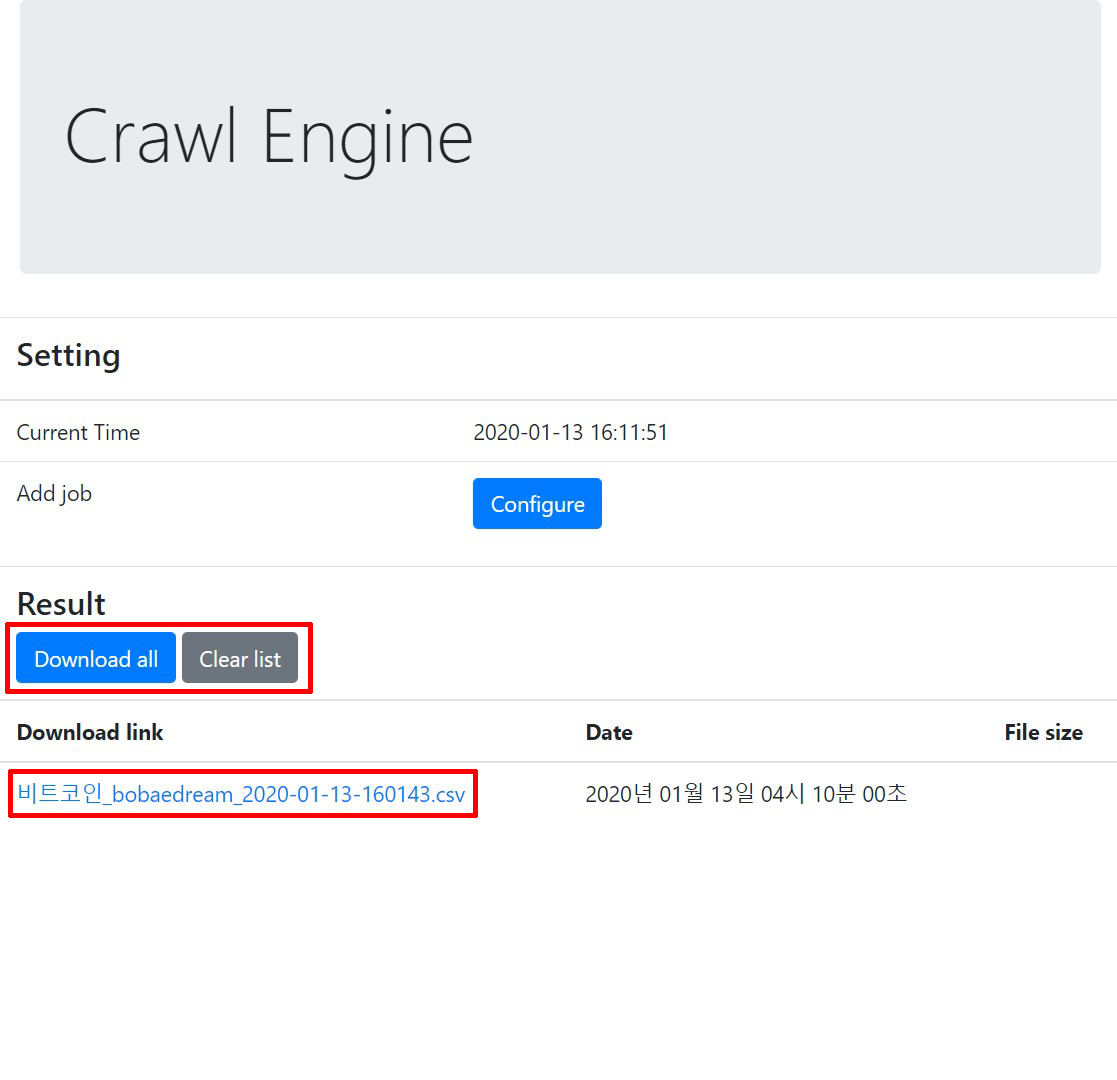 Crawl Engine
Setting
Current Time 2020-01-13 16:11:51
Add job Configure
Result
Download all Clear list
Download link Date File size
비트코인_bobaedream_2020-01-13-160143.csv 2020년 01월 13일 04시 10분 00초